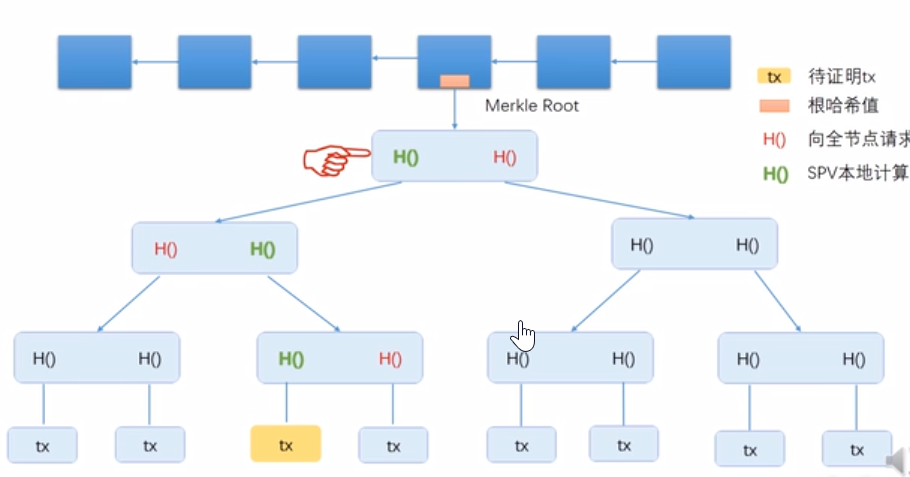 Merkle Root
tx 待证明tx
根哈希值
H() 向全节点请求
H() SPV本地计算
H() H()
H() H()
H() H()
H() H()
H() H()
H() H()
H() H()
tx tx tx tx tx tx tx tx